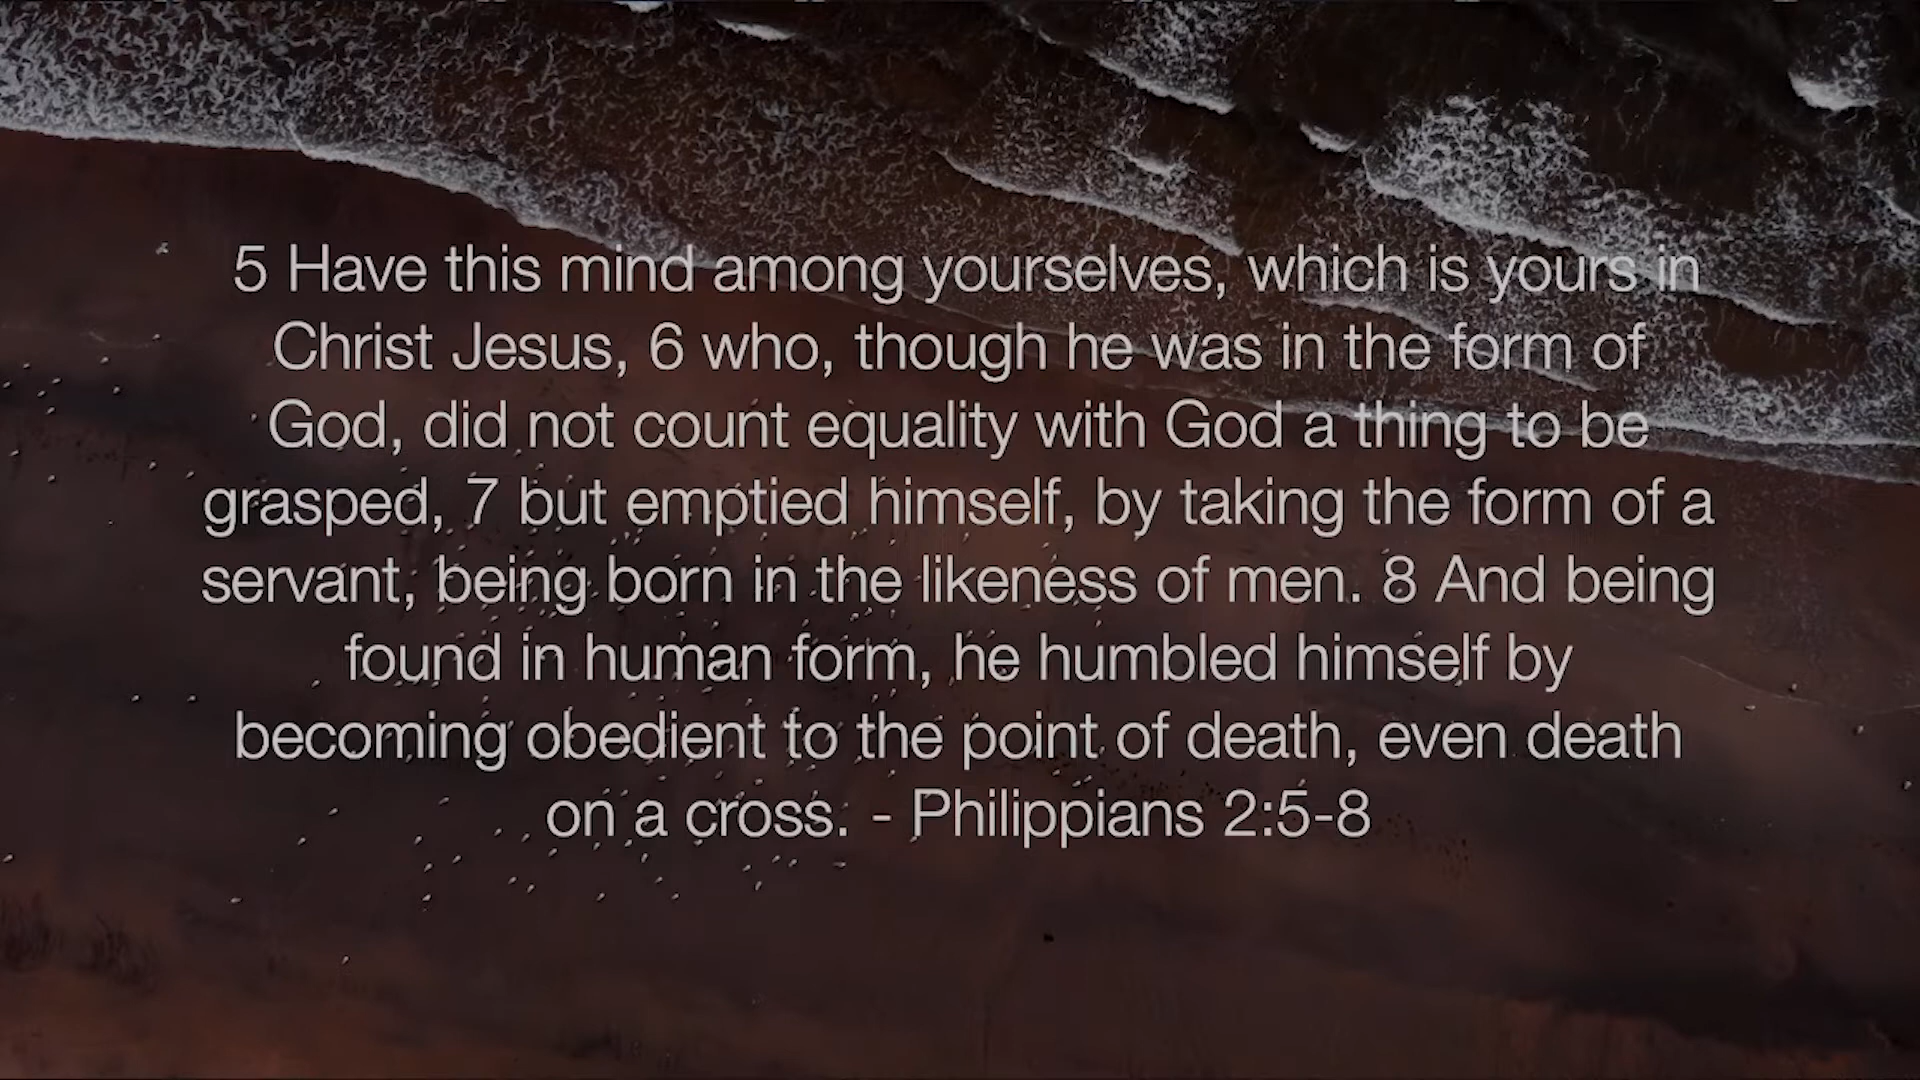 5 Have this mind among yourselves, which is yours in
Christ Jesus, 6 who, though he was in the form of
God, did not count equality with God a thing to be
grasped, 7 but emptied himself, by taking the form of a
servant, being born in the likeness of men. 8 And being
found in human form, he humbled himself by
becoming obedient to the point of death, even death
on a cross. - Philippians 2:5-8